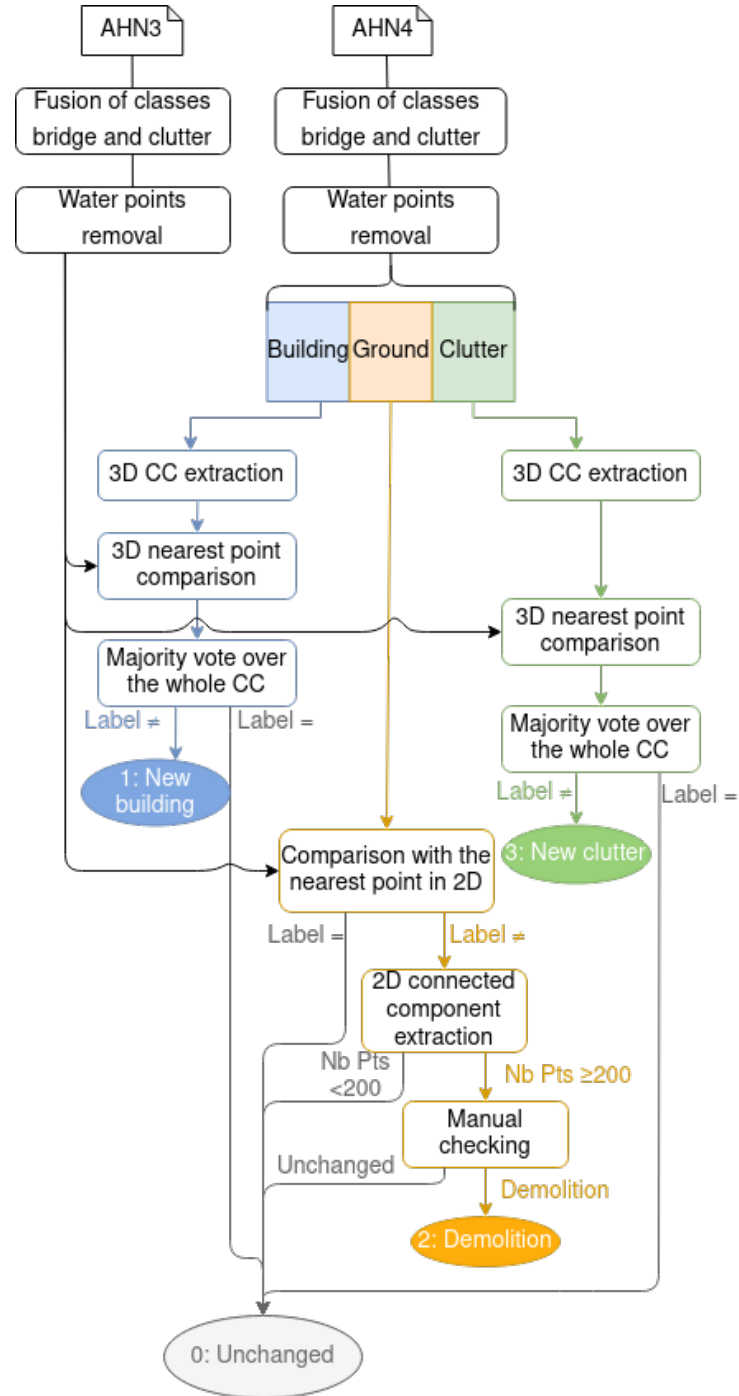 AHN3
AHN4
Fusion of classes
bridge and clutter
Fusion of classes
bridge and clutter
Water points
removal
Water points
removal
Building
Ground
Clutter
3D CC extraction
3D CC extraction
3D nearest point
comparison
3D nearest point
comparison
Majority vote over
the whole CC
Label ≠
Label =
Majority vote over
the whole CC
Label ≠
Label =
1: New
building
3: New clutter
Comparison with the
nearest point in 2D
Label =
Label ≠
2D connected
component
extraction
Nb Pts
<200
Nb Pts ≥200
Manual
checking
Unchanged
Demolition
2: Demolition
0: Unchanged